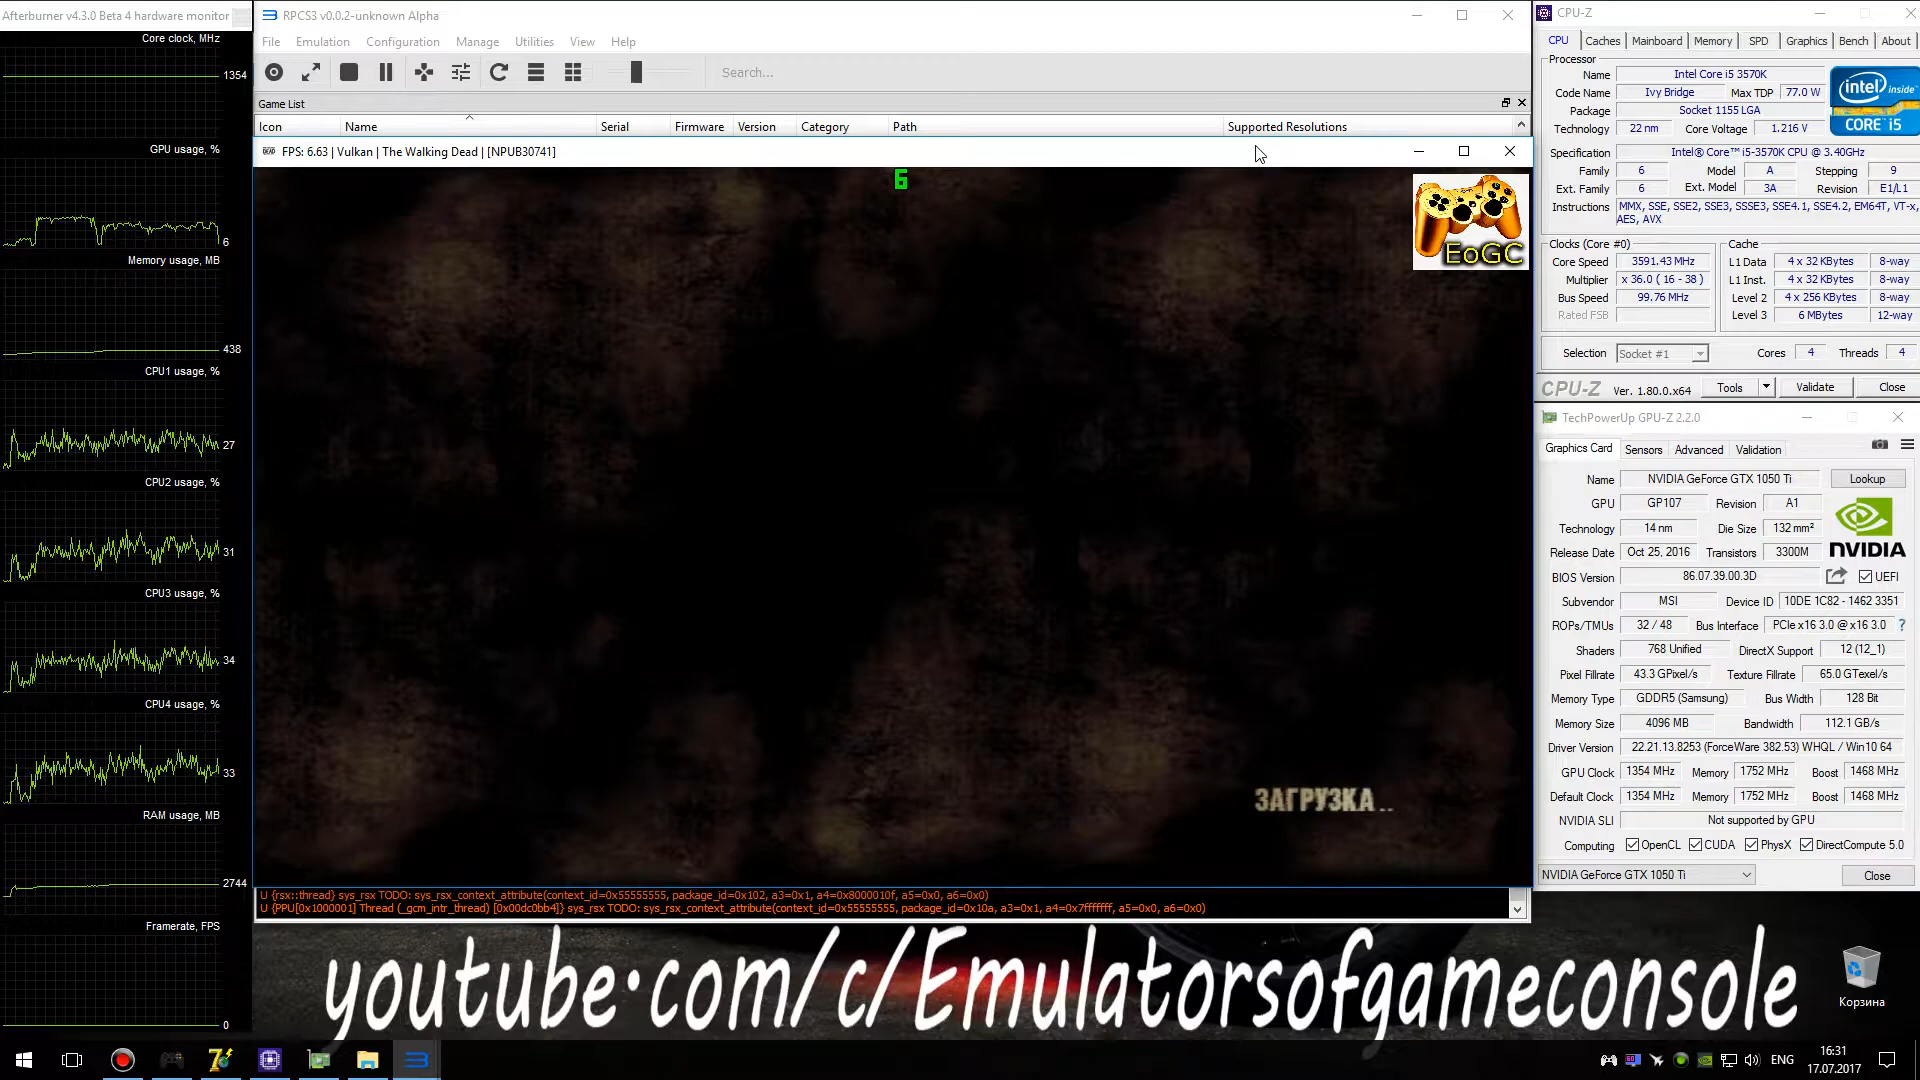 Afterburner v4.3.0 Beta 4 hardware monitor
Core clock, MHz
1354
GPU usage, %
6
Memory usage, MB
438
CPU1 usage, %
27
CPU2 usage, %
31
CPU3 usage, %
34
CPU4 usage, %
33
RAM usage, MB
2744
Framerate, FPS
0
RPCS3 v0.0.2-unknown Alpha
File Emulation Configuration Manage Utilities View Help
Search...
Game List
Icon Name Serial Firmware Version Category Path Supported Resolutions
FPS: 6.63 | Vulkan | The Walking Dead | [NPUB30741]
6
EoGC
ЗАГРУЗКА..
U {rsx::thread} sys_rsx TODO: sys_rsx_context_attribute(context_id=0x55555555, package_id=0x102, a3=0x1, a4=0x8000010f, a5=0x0, a6=0x0)
U {PPU[0x1000001] Thread (_gcm_intr_thread) [0x00dc0bb4]} sys_rsx TODO: sys_rsx_context_attribute(context_id=0x55555555, package_id=0x10a, a3=0x1, a4=0x7fffffff, a5=0x0, a6=0x0)
CPU-Z
CPU Caches Mainboard Memory SPD Graphics Bench About
Processor
Name Intel Core i5 3570K
Code Name Ivy Bridge Max TDP 77.0 W
Package Socket 1155 LGA
Technology 22 nm Core Voltage 1.216 V
intel inside™
CORE i5
Specification Intel® Core™ i5-3570K CPU @ 3.40GHz
Family 6 Model A Stepping 9
Ext. Family 6 Ext. Model 3A Revision E1/L1
Instructions MMX, SSE, SSE2, SSE3, SSSE3, SSE4.1, SSE4.2, EM64T, VT-x,
AES, AVX
Clocks (Core #0) Cache
Core Speed 3591.43 MHz L1 Data 4 x 32 KBytes 8-way
Multiplier x 36.0 ( 16 - 38 ) L1 Inst. 4 x 32 KBytes 8-way
Bus Speed 99.76 MHz Level 2 4 x 256 KBytes 8-way
Rated FSB Level 3 6 MBytes 12-way
Selection Socket #1 Cores 4 Threads 4
CPU-Z Ver. 1.80.0.x64 Tools Validate Close
TechPowerUp GPU-Z 2.2.0
Graphics Card Sensors Advanced Validation
Name NVIDIA GeForce GTX 1050 Ti Lookup
GPU GP107 Revision A1
Technology 14 nm Die Size 132 mm²
Release Date Oct 25, 2016 Transistors 3300M
NVIDIA
BIOS Version 86.07.39.00.3D UEFI
Subvendor MSI Device ID 10DE 1C82 - 1462 3351
ROPs/TMUs 32 / 48 Bus Interface PCIe x16 3.0 @ x16 3.0 ?
Shaders 768 Unified DirectX Support 12 (12_1)
Pixel Fillrate 43.3 GPixel/s Texture Fillrate 65.0 GTexel/s
Memory Type GDDR5 (Samsung) Bus Width 128 Bit
Memory Size 4096 MB Bandwidth 112.1 GB/s
Driver Version 22.21.13.8253 (ForceWare 382.53) WHQL / Win10 64
GPU Clock 1354 MHz Memory 1752 MHz Boost 1468 MHz
Default Clock 1354 MHz Memory 1752 MHz Boost 1468 MHz
NVIDIA SLI Not supported by GPU
Computing OpenCL CUDA PhysX DirectCompute 5.0
NVIDIA GeForce GTX 1050 Ti Close
youtube.com/c/Emulatorsofgameconsole
Корзина
ENG
16:31
17.07.2017